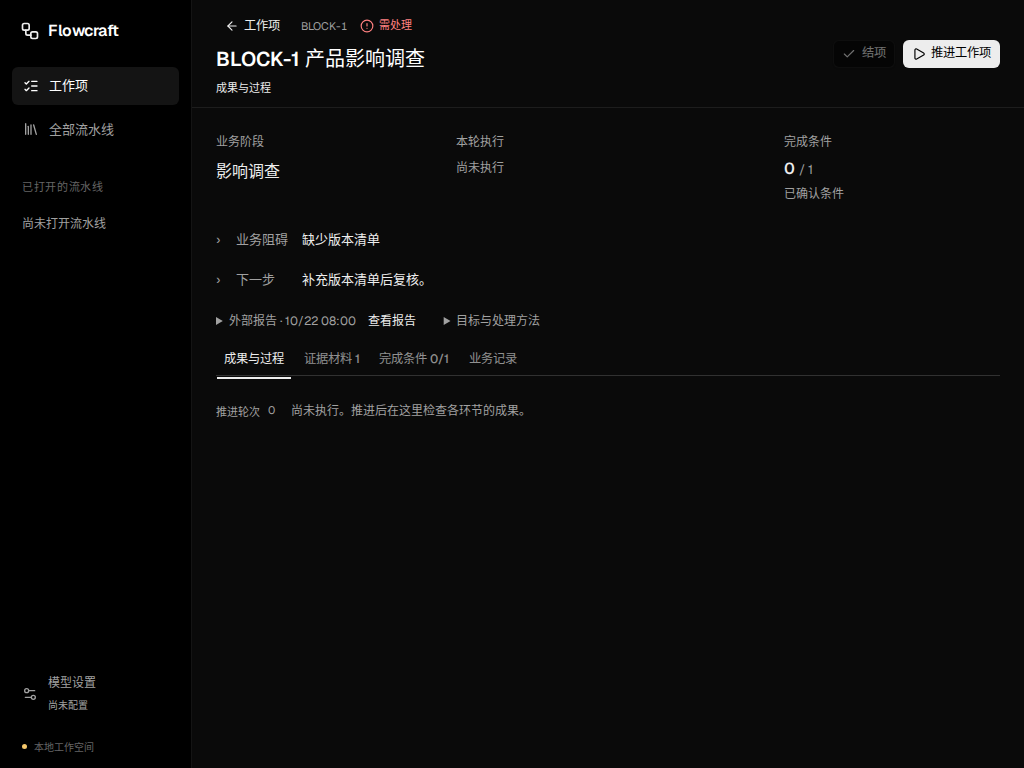 Flowcraft
工作项
全部流水线
已打开的流水线
尚未打开流水线
模型设置
尚未配置
本地工作空间
工作项 BLOCK-1 需处理
BLOCK-1 产品影响调查
成果与过程
结项 推进工作项
业务阶段 本轮执行 完成条件
影响调查 尚未执行 0 / 1
已确认条件
› 业务阻碍 缺少版本清单
› 下一步 补充版本清单后复核。
外部报告 · 10/22 08:00 查看报告 目标与处理方法
成果与过程 证据材料 1 完成条件 0/1 业务记录
推进轮次 0 尚未执行。推进后在这里检查各环节的成果。